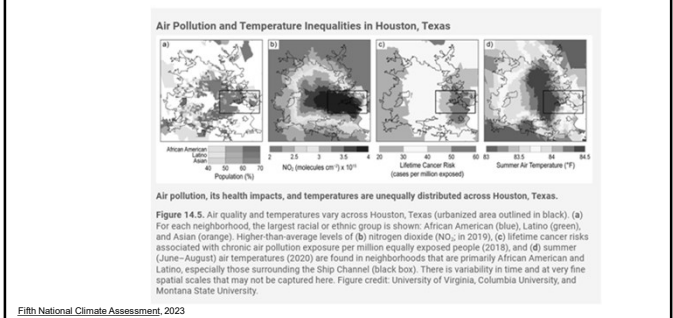 Air Pollution and Temperature Inequalities in Houston, Texas
a) b) c) d)
African American
Latino
Asian
40 50 60 70
Population (%)
2 2.5 3 3.5 4
NO₂ (molecules cm⁻²) x 10¹⁵
20 30 40 50 60
Lifetime Cancer Risk
(cases per million exposed)
83 83.5 84 84.5
Summer Air Temperature (°F)
Air pollution, its health impacts, and temperatures are unequally distributed across Houston, Texas.
Figure 14.5. Air quality and temperatures vary across Houston, Texas (urbanized area outlined in black). (a)
For each neighborhood, the largest racial or ethnic group is shown: African American (blue), Latino (green),
and Asian (orange). Higher-than-average levels of (b) nitrogen dioxide (NO₂; in 2019), (c) lifetime cancer risks
associated with chronic air pollution exposure per million equally exposed people (2018), and (d) summer
(June–August) air temperatures (2020) are found in neighborhoods that are primarily African American and
Latino, especially those surrounding the Ship Channel (black box). There is variability in time and at very fine
spatial scales that may not be captured here. Figure credit: University of Virginia, Columbia University, and
Montana State University.
Fifth National Climate Assessment, 2023